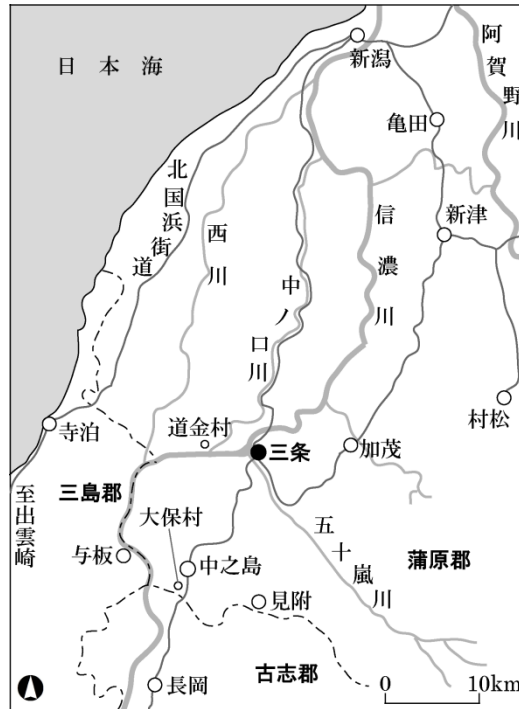 日本海
新潟
阿賀野川
亀田
北国浜街道
西川
信濃川
新津
中ノ口川
村松
寺泊
道金村
三条
加茂
三島郡
至出雲崎
大保村
五十嵐川
蒲原郡
与板
中之島
見附
古志郡
長岡
0 10km